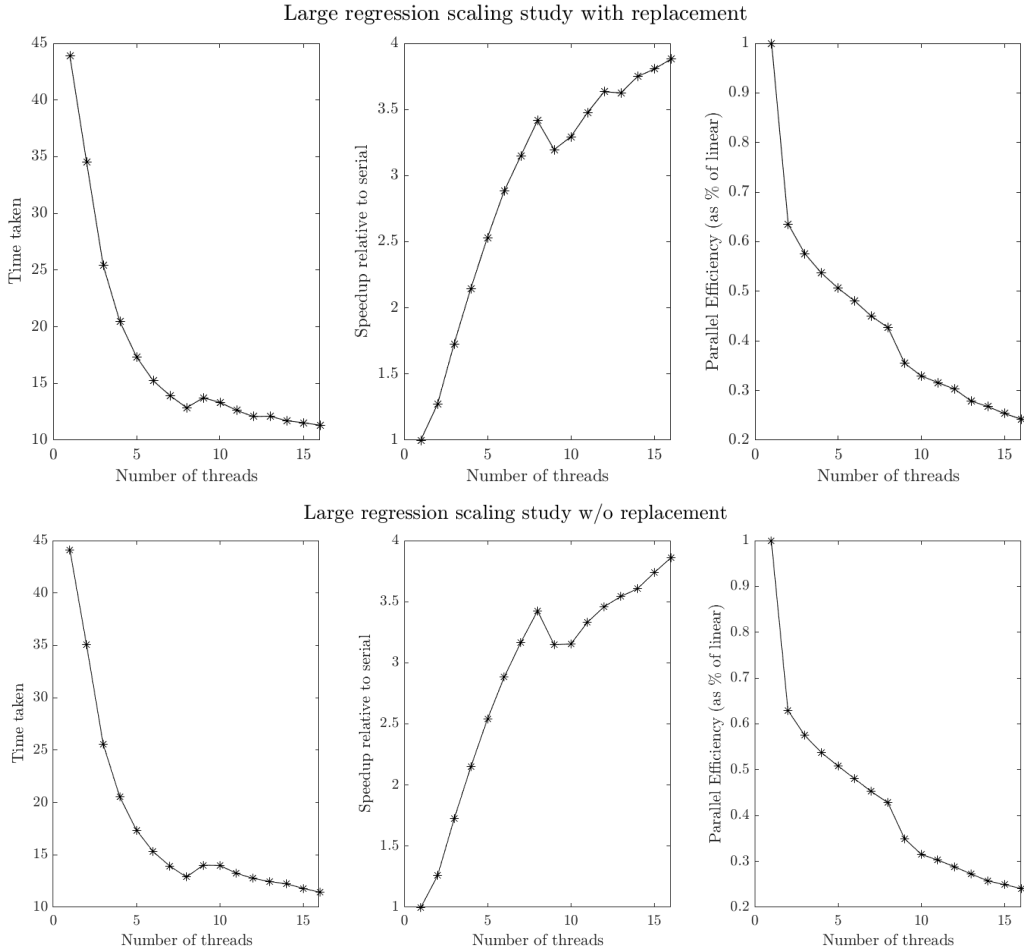 Large regression scaling study with replacement
45
40
35
30
25
20
15
10
0 5 10 15
Time taken
Number of threads
4
3.5
3
2.5
2
1.5
1
0 5 10 15
Speedup relative to serial
Number of threads
1
0.9
0.8
0.7
0.6
0.5
0.4
0.3
0.2
0 5 10 15
Parallel Efficiency (as % of linear)
Number of threads
Large regression scaling study w/o replacement
45
40
35
30
25
20
15
10
0 5 10 15
Time taken
Number of threads
4
3.5
3
2.5
2
1.5
1
0 5 10 15
Speedup relative to serial
Number of threads
1
0.9
0.8
0.7
0.6
0.5
0.4
0.3
0.2
0 5 10 15
Parallel Efficiency (as % of linear)
Number of threads